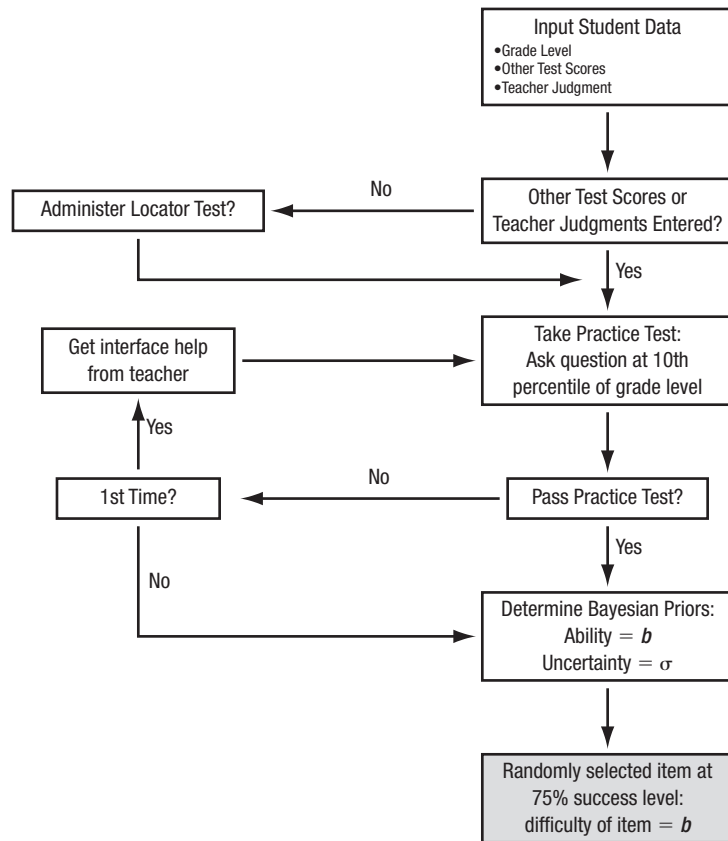 Input Student Data
•Grade Level
•Other Test Scores
•Teacher Judgment
No
Administer Locator Test?
Other Test Scores or
Teacher Judgments Entered?
Yes
Get interface help
from teacher
Take Practice Test:
Ask question at 10th
percentile of grade level
Yes
No
1st Time?
Pass Practice Test?
Yes
No
Determine Bayesian Priors:
Ability = b
Uncertainty = σ
Randomly selected item at
75% success level:
difficulty of item = b